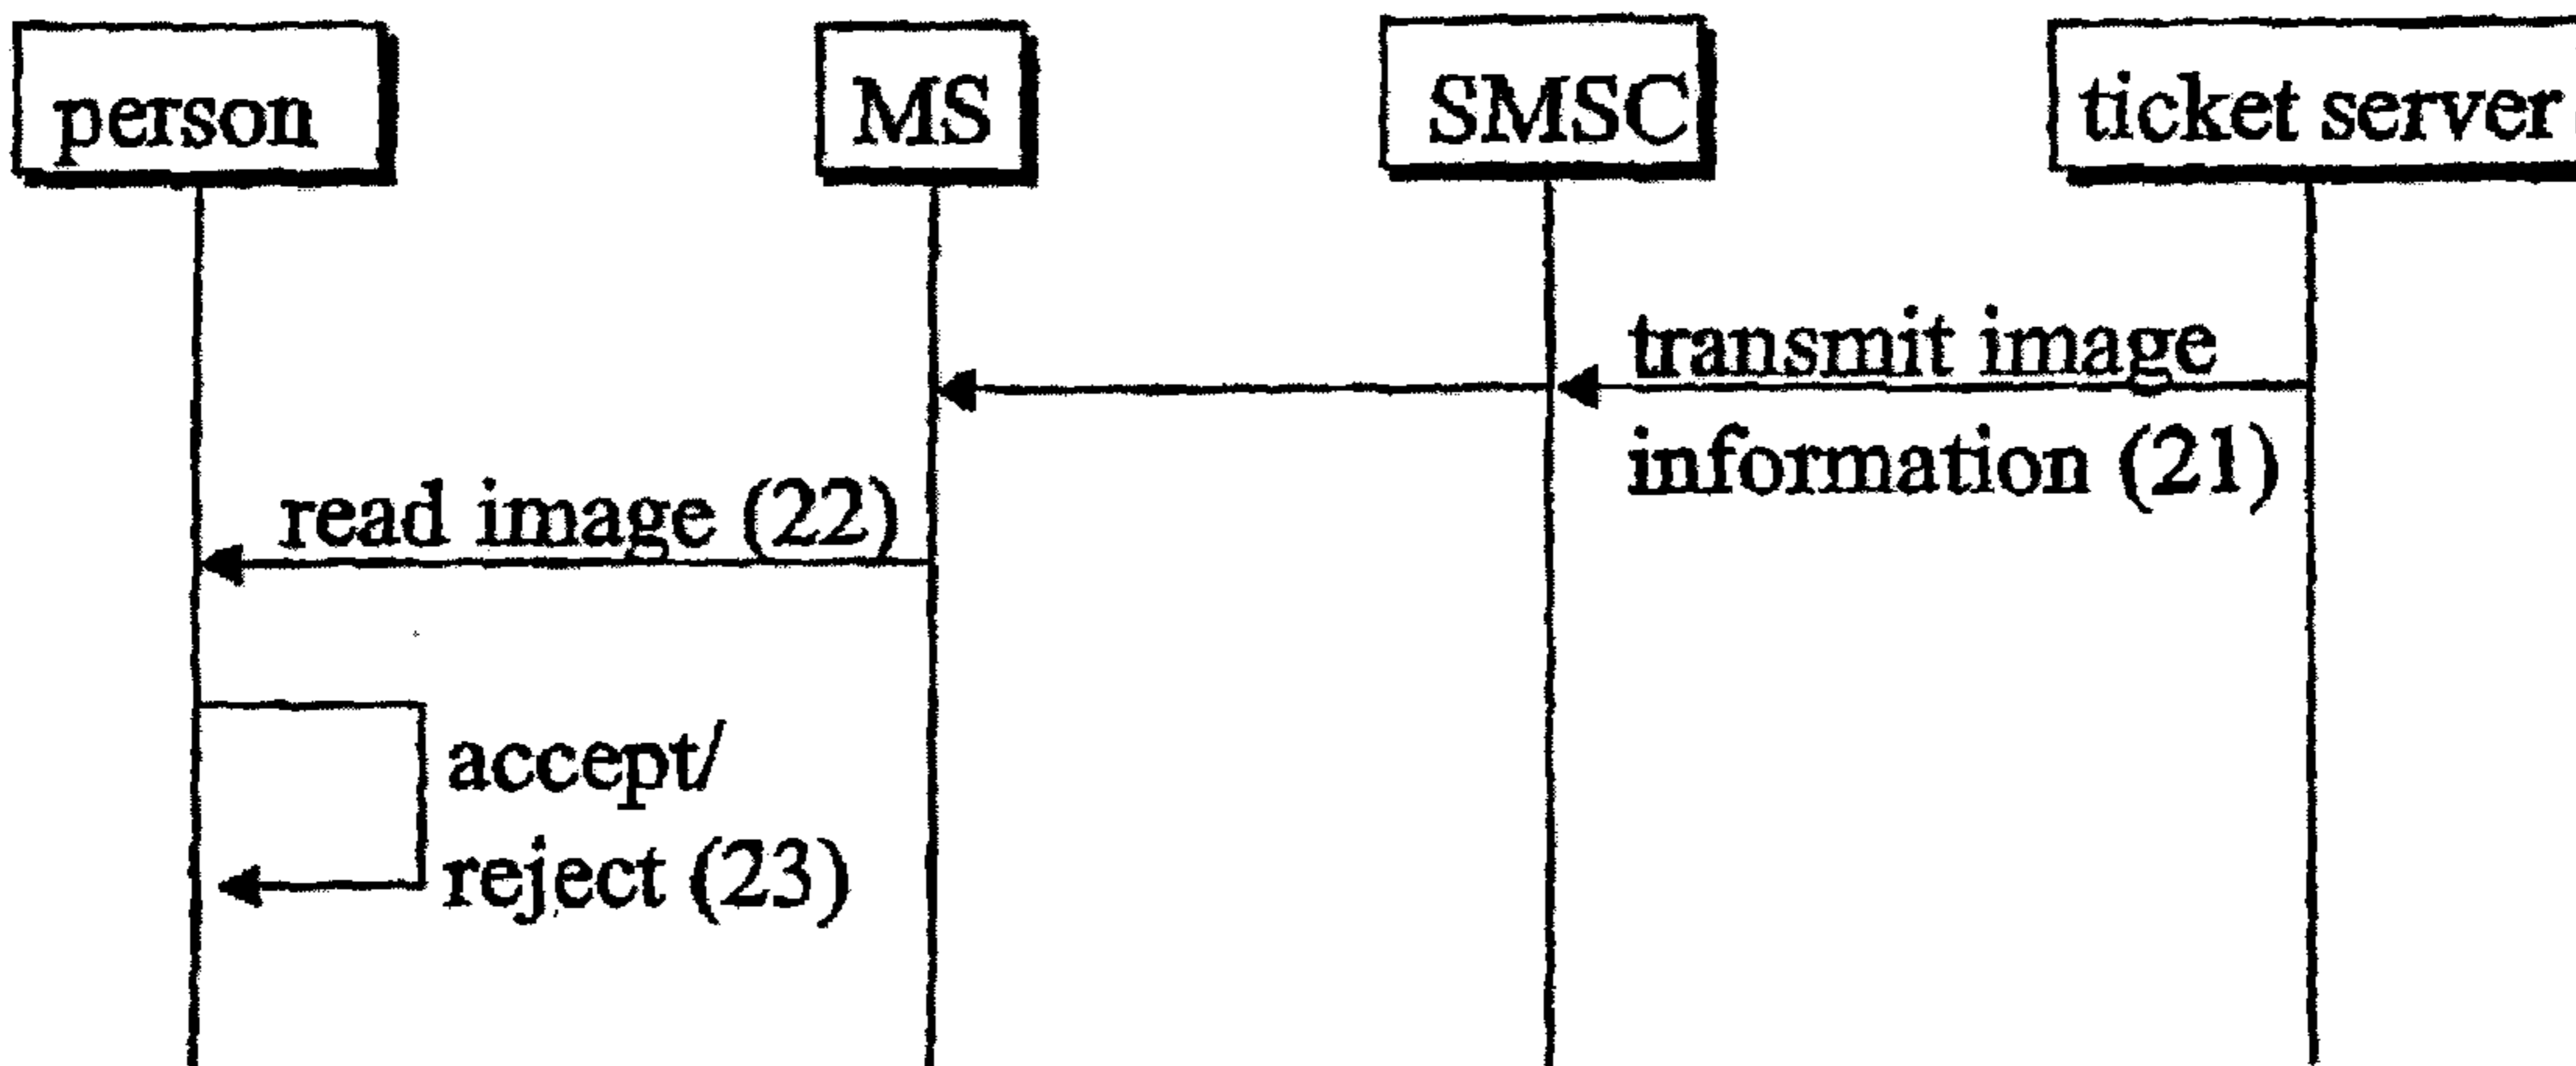 person
MS
SMSC
ticket server
transmit image
information (21)
read image (22)
accept/
reject (23)